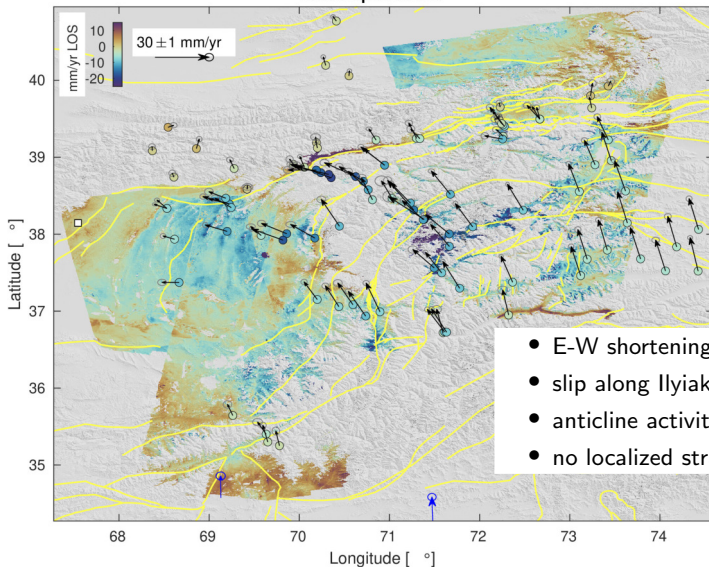 mm/yr LOS
10
0
-10
-20
30 ±1 mm/yr
40
39
38
37
36
35
Latitude [ °]
67
68
69
70
71
72
73
74
Longitude [ °]
• E-W shortening
• slip along Ilyiak
• anticline activit
• no localized str